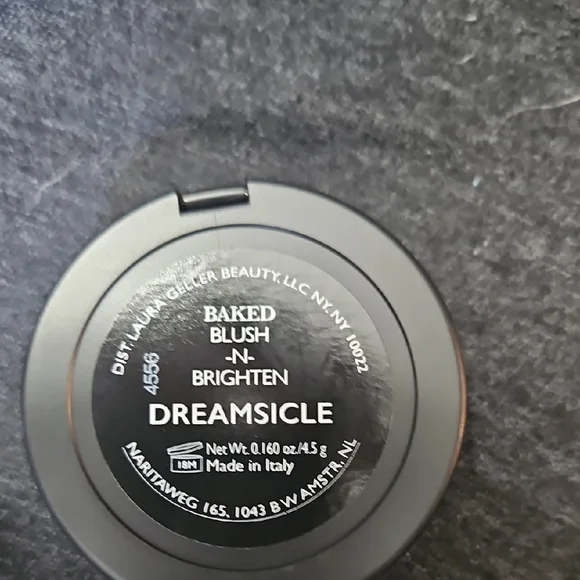 DIST. LAURA GELLER BEAUTY, LLC NY, NY 10022
BAKED
BLUSH
-N-
BRIGHTEN
4556
DREAMSICLE
Net Wt. 0.160 oz./4.5 g
18M
Made in Italy
NARITAWEG 165, 1043 BW AMSTR, NL